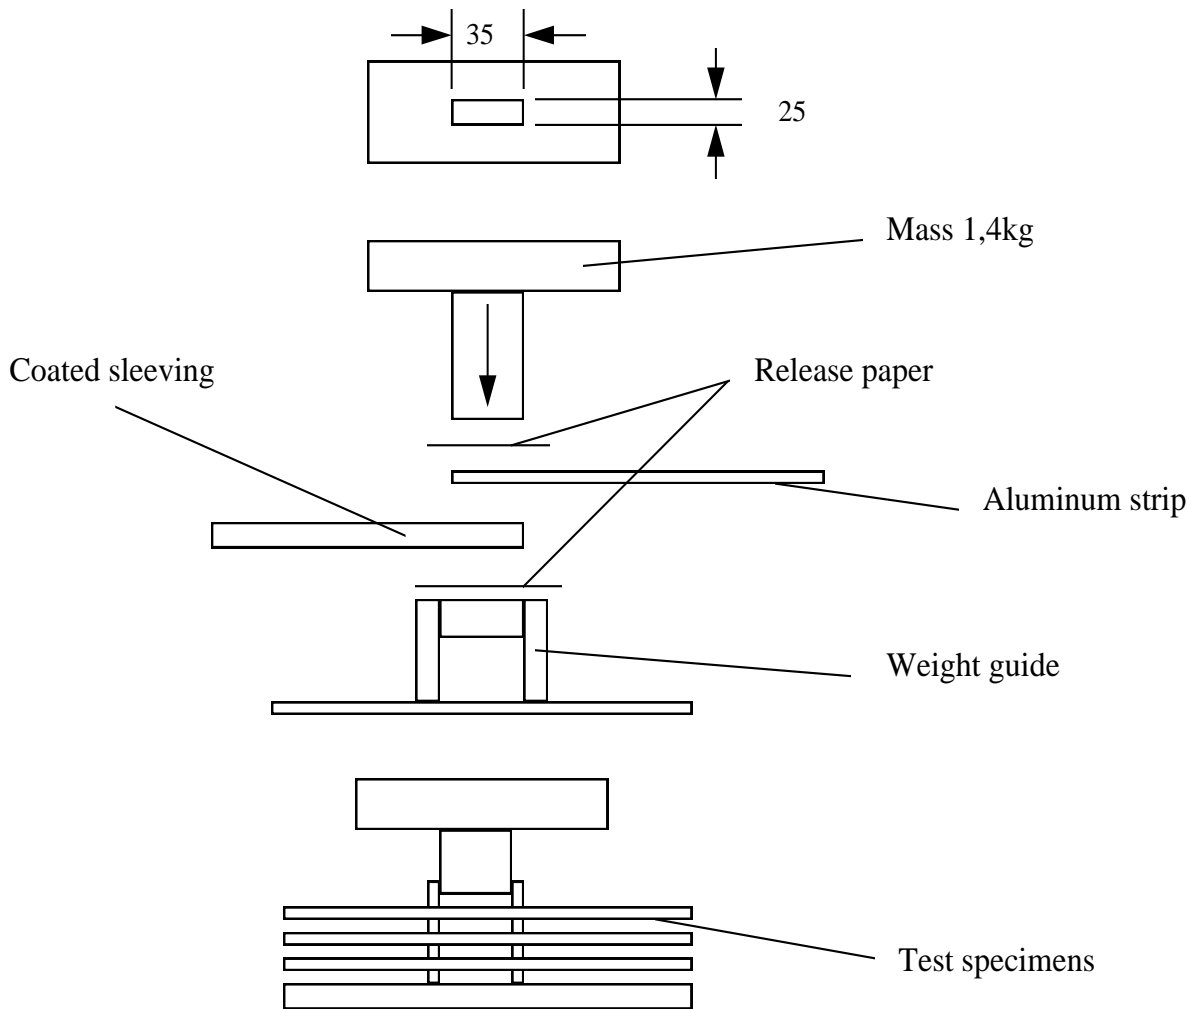 35
25
Mass 1,4kg
Coated sleeving
Release paper
Aluminum strip
Weight guide
Test specimens